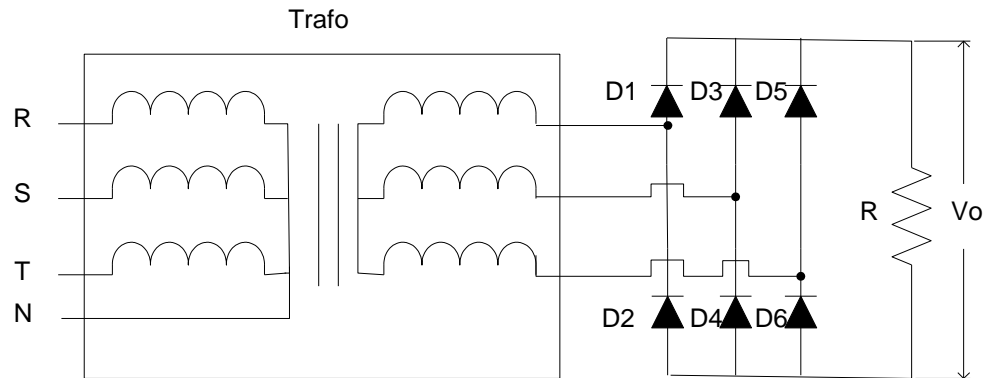 Trafo
D1 D3 D5
R
S
R Vo
T
N
D2 D4 D6